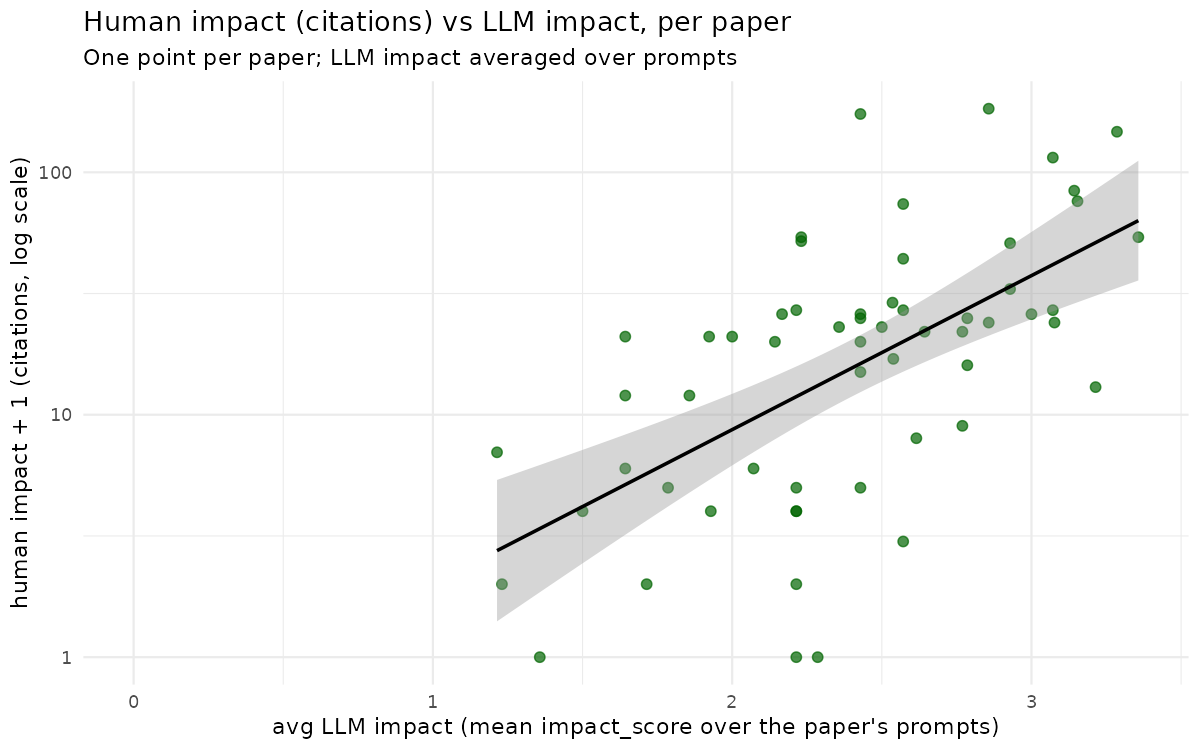 Human impact (citations) vs LLM impact, per paper
One point per paper; LLM impact averaged over prompts
human impact + 1 (citations, log scale)
100
10
1
0 1 2 3
avg LLM impact (mean impact_score over the paper's prompts)